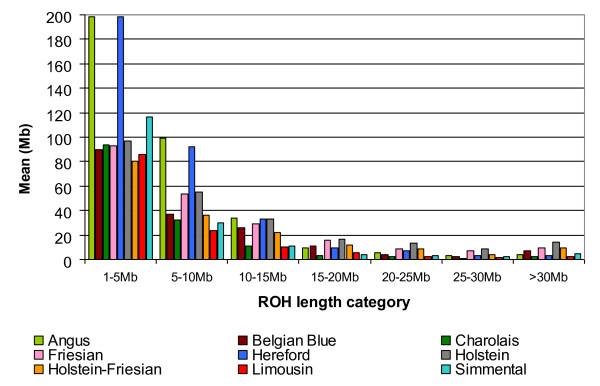 200
180
160
140
120
100
80
60
40
20
0
Mean (Mb)
1-5Mb 5-10Mb 10-15Mb 15-20Mb 20-25Mb 25-30Mb >30Mb
ROH length category
Angus Belgian Blue Charolais
Friesian Hereford Holstein
Holstein-Friesian Limousin Simmental